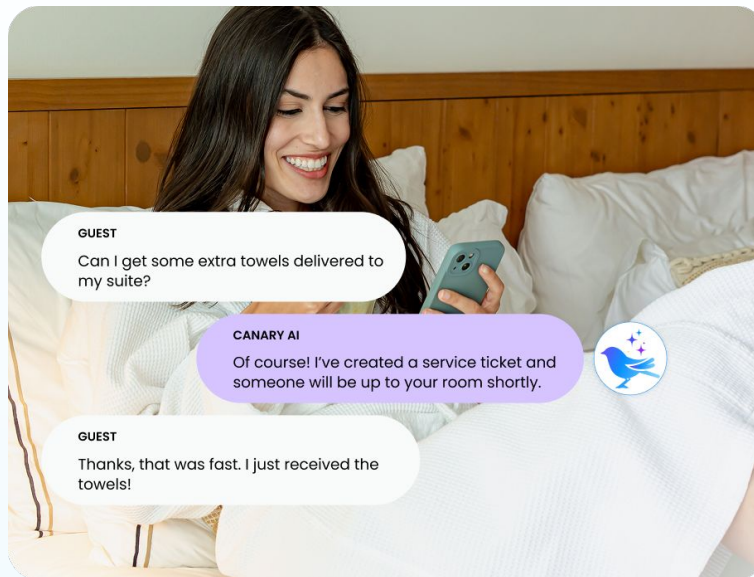 GUEST
Can I get some extra towels delivered to
my suite?
CANARY AI
Of course! I’ve created a service ticket and
someone will be up to your room shortly.
GUEST
Thanks, that was fast. I just received the
towels!